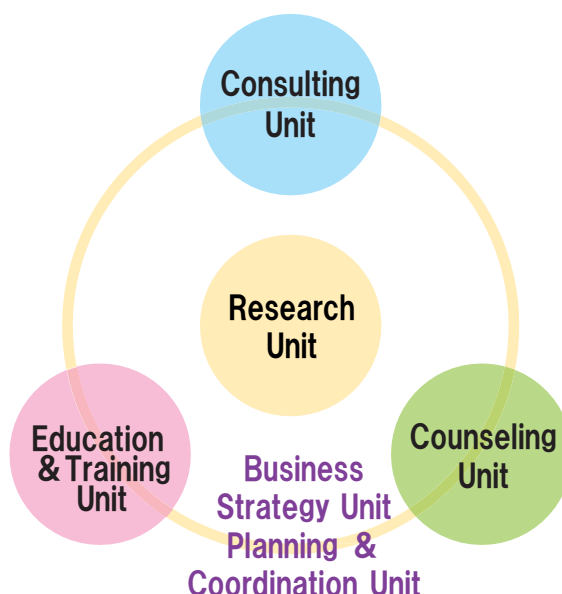 Consulting
Unit
Research
Unit
Education
& Training
Unit
Counseling
Unit
Business
Strategy Unit
Planning &
Coordination Unit